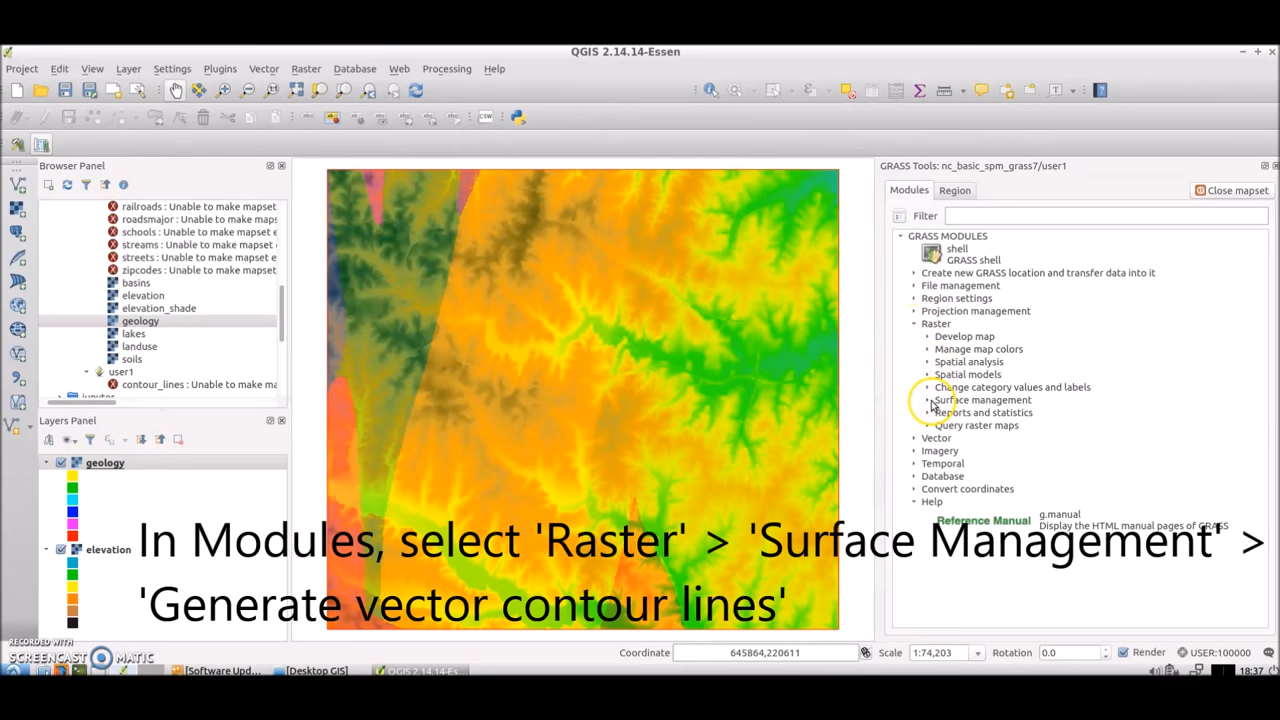 QGIS 2.14.14-Essen
Project Edit View Layer Settings Plugins Vector Raster Database Web Processing Help
CSW
Browser Panel
railroads : Unable to make mapset
roadsmajor : Unable to make maps
schools : Unable to make mapset
streams : Unable to make mapset
streets : Unable to make mapset
zipcodes : Unable to make mapset
basins
elevation
elevation_shade
geology
lakes
landuse
soils
user1
contour_lines : Unable to make ma
Layers Panel
geology
elevation
GRASS Tools: nc_basic_spm_grass7/user1
Modules Region Close mapset
Filter
GRASS MODULES
shell
GRASS shell
Create new GRASS location and transfer data into it
File management
Region settings
Projection management
Raster
Develop map
Manage map colors
Spatial analysis
Spatial models
Change category values and labels
Surface management
Reports and statistics
Query raster maps
Vector
Imagery
Temporal
Database
Convert coordinates
Help
Reference Manual g.manual
Display the HTML manual pages of GRASS
In Modules, select 'Raster' > 'Surface Management' >
'Generate vector contour lines'
Coordinate 645864,220611 Scale 1:74,203 Rotation 0.0 Render USER:100000
RECORDED WITH
SCREENCAST MATIC
[Software Upd... [Desktop GIS] QGIS 2.14.14-Es... 18:37